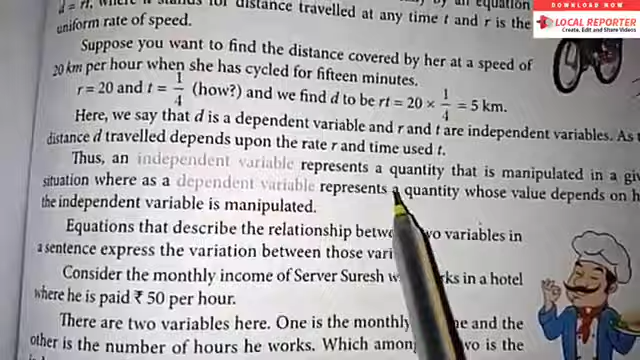 DOWNLOAD NOW
LOCAL REPORTER
Create, Edit and Share Videos
d = rt, where it stands for distance travelled at any time t and r is the
uniform rate of speed.
Suppose you want to find the distance covered by her at a speed of
20 km per hour when she has cycled for fifteen minutes.
r = 20 and t = 1/4 (how?) and we find d to be rt = 20 × 1/4 = 5 km.
Here, we say that d is a dependent variable and r and t are independent variables. As t
distance d travelled depends upon the rate r and time used t.
Thus, an independent variable represents a quantity that is manipulated in a giv
situation where as a dependent variable represents a quantity whose value depends on h
the independent variable is manipulated.
Equations that describe the relationship betwe two variables in
a sentence express the variation between those vari
Consider the monthly income of Server Suresh w ks in a hotel
where he is paid ₹ 50 per hour.
There are two variables here. One is the monthly me and the
other is the number of hours he works. Which amon is the